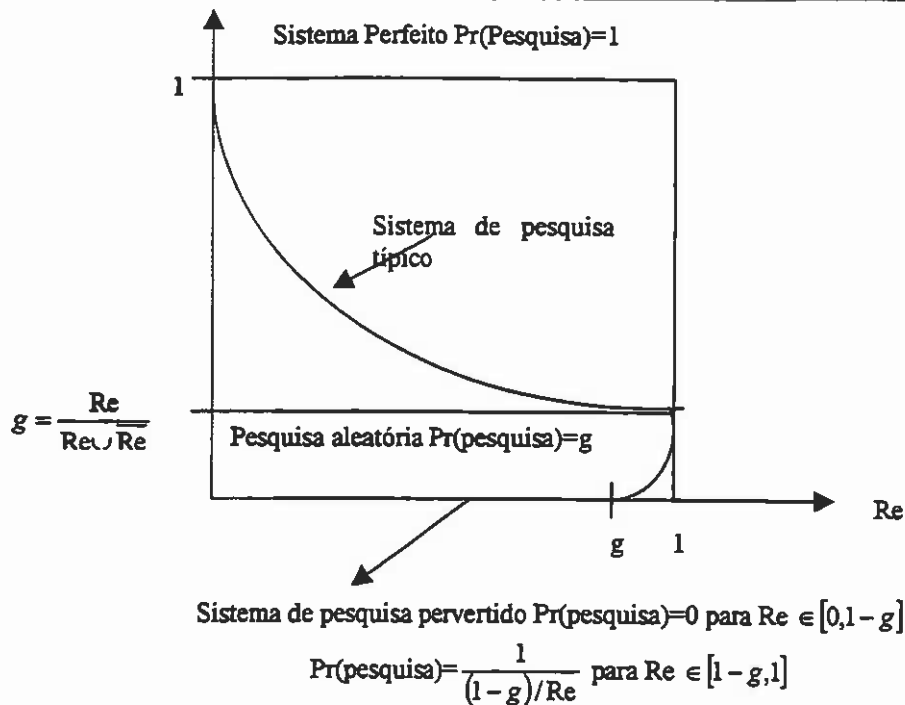 Sistema Perfeito Pr(Pesquisa)=1
1
Sistema de pesquisa
típico
g = Re / Re∪R̅e̅
Pesquisa aleatória Pr(pesquisa)=g
Re
g 1
Sistema de pesquisa pervertido Pr(pesquisa)=0 para Re ∈[0,1−g]
Pr(pesquisa)= 1 / (1−g)/Re para Re ∈[1−g,1]